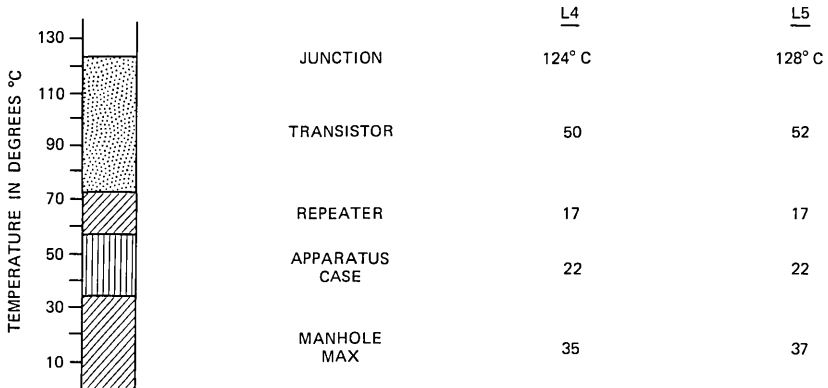 L4 L5
130
JUNCTION 124° C 128° C
110
TRANSISTOR 50 52
90
70
REPEATER 17 17
50
APPARATUS
CASE 22 22
30
MANHOLE
MAX 35 37
10
TEMPERATURE IN DEGREES °C